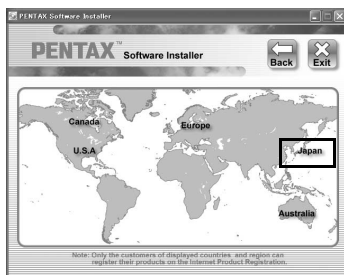 PENTAX Software Installer
PENTAX™ Software Installer
Back
Exit
Canada
Europe
U.S.A
Japan
Australia
Note: Only the customers of displayed countries and region can
register their products on the Internet Product Registration.